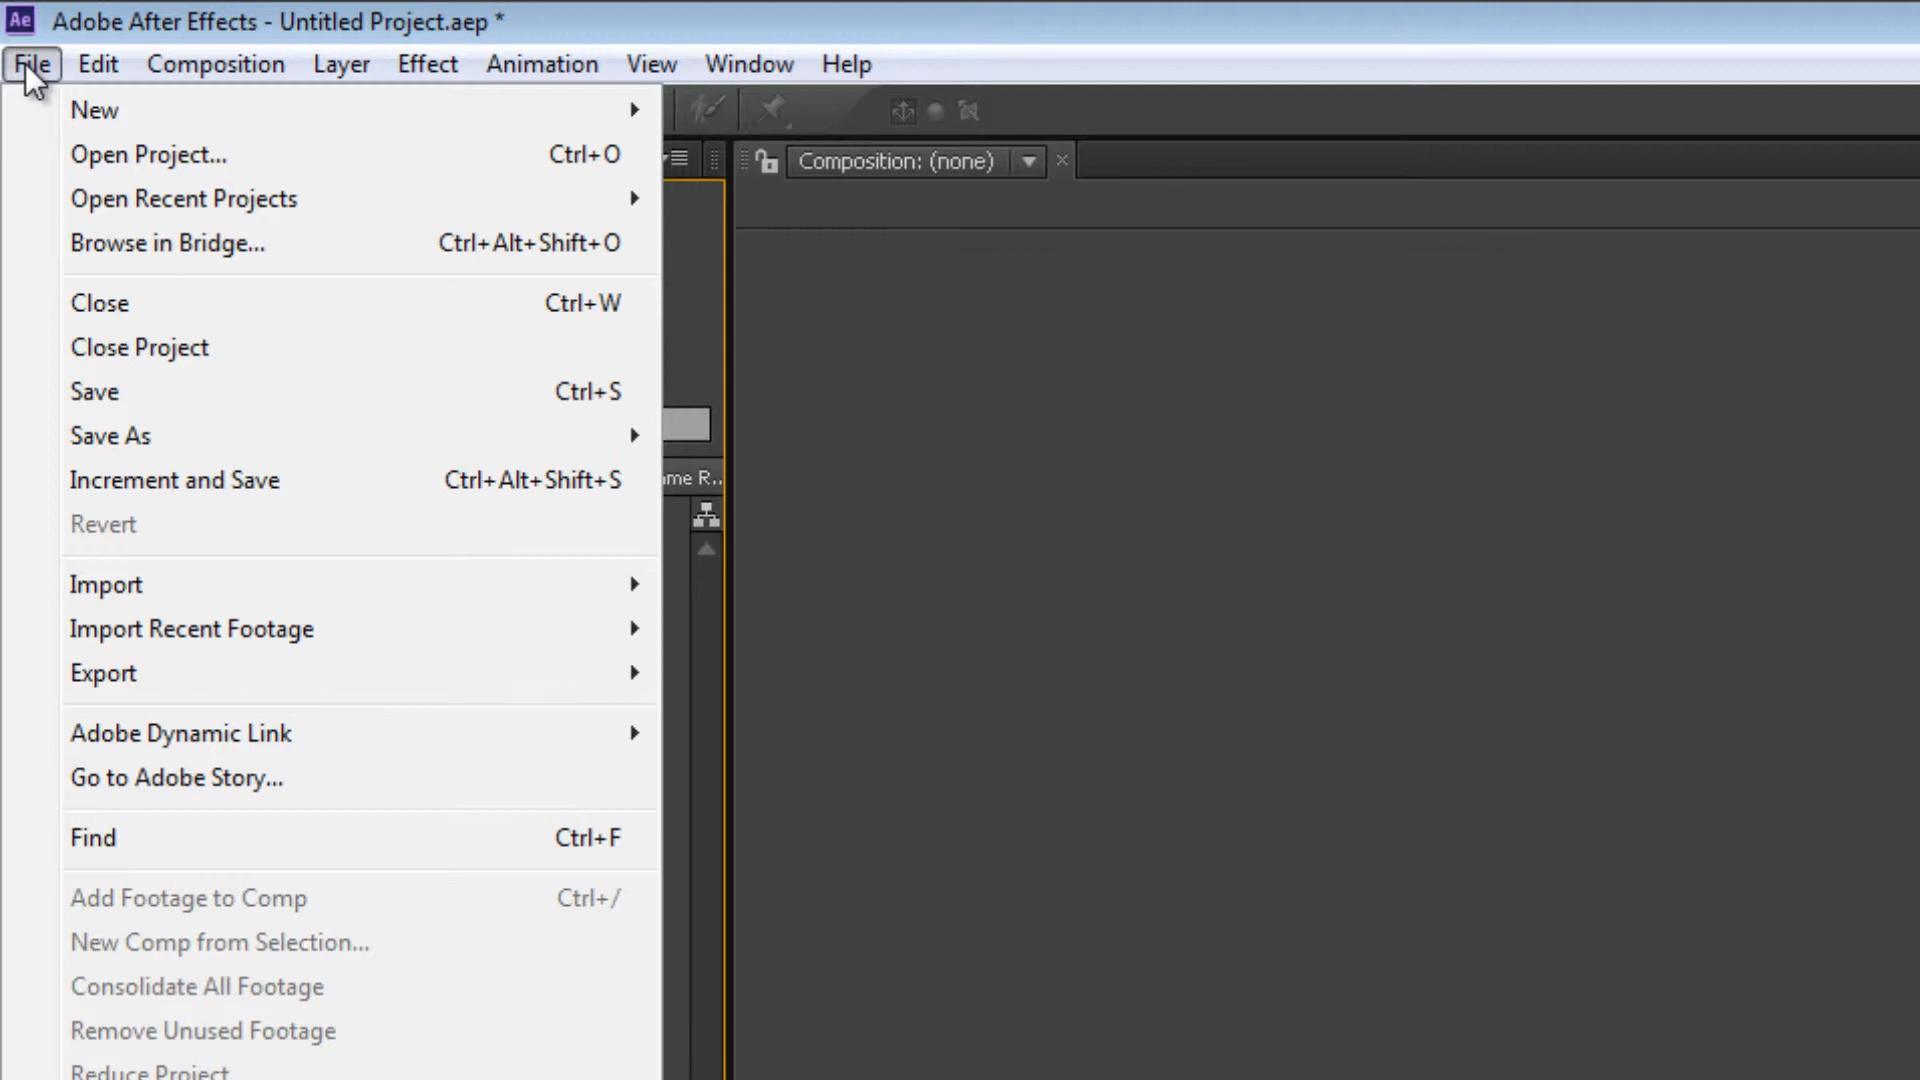 Ae Adobe After Effects - Untitled Project.aep *
File Edit Composition Layer Effect Animation View Window Help
New
Open Project... Ctrl+O
Open Recent Projects
Browse in Bridge... Ctrl+Alt+Shift+O
Close Ctrl+W
Close Project
Save Ctrl+S
Save As
Increment and Save Ctrl+Alt+Shift+S
Revert
Import
Import Recent Footage
Export
Adobe Dynamic Link
Go to Adobe Story...
Find Ctrl+F
Add Footage to Comp Ctrl+/
New Comp from Selection...
Consolidate All Footage
Remove Unused Footage
Reduce Project
Composition: (none)
me R..